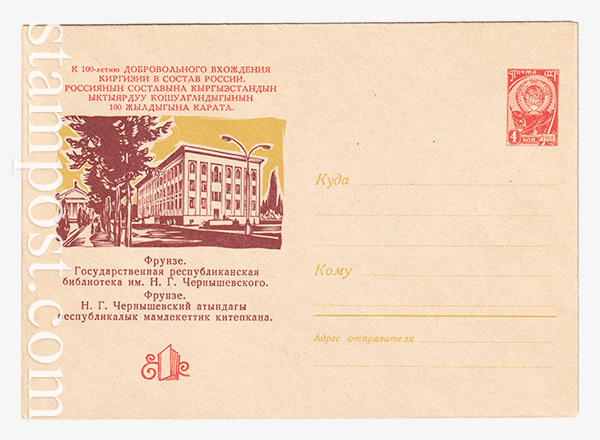 К 100-летию ДОБРОВОЛЬНОГО ВХОЖДЕНИЯ
КИРГИЗИИ В СОСТАВ РОССИИ.
РОССИЯНЫН СОСТАВЫНА КЫРГЫЗСТАНДЫН
ЫКТЫЯРДУУ КОШУЛГАНДЫГЫНЫН
100 ЖЫЛДЫГЫНА КАРАТА.
Почта СССР
4 КОП.
Куда
Кому
Адрес отправителя
Фрунзе.
Государственная республиканская
библиотека им. Н. Г. Чернышевского.
Фрунзе.
Н. Г. Чернышевский атындагы
республикалык мамлекеттик китепкана.
stampost.com